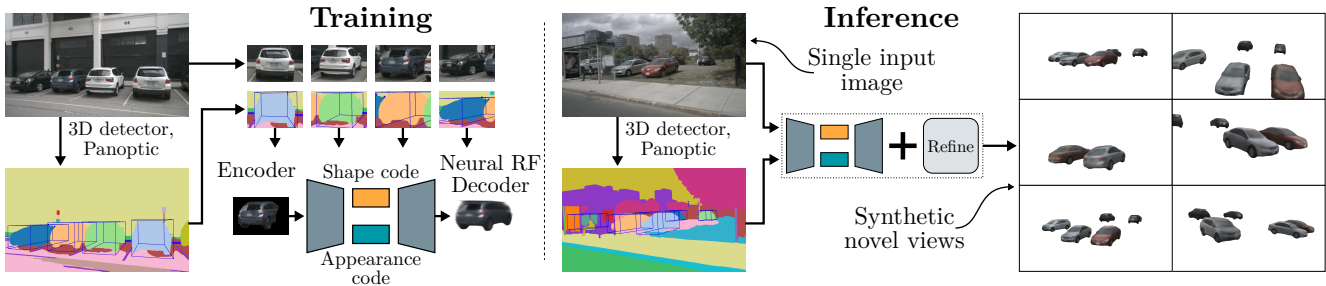 Training
3D detector,
Panoptic
Encoder
Shape code
Neural RF
Decoder
Appearance
code
Inference
Single input
image
3D detector,
Panoptic
+
Refine
Synthetic
novel views